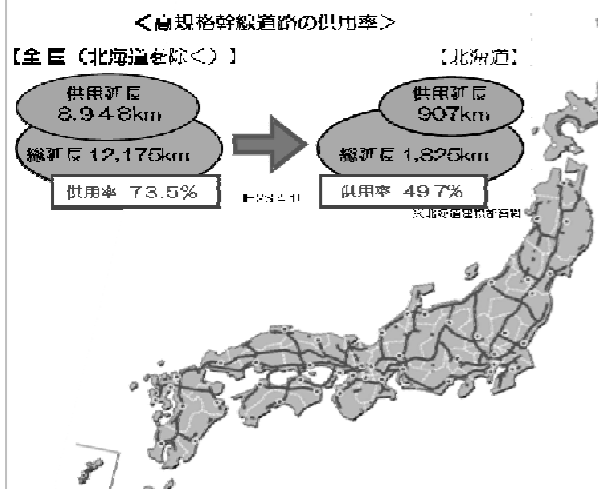 ＜高規格幹線道路の供用率＞
【全国（北海道を除く）】
【北海道】
供用延長
8,948km
総延長 12,175km
供用率 73.5%
供用延長
907km
総延長 1,825km
供用率 49.7%